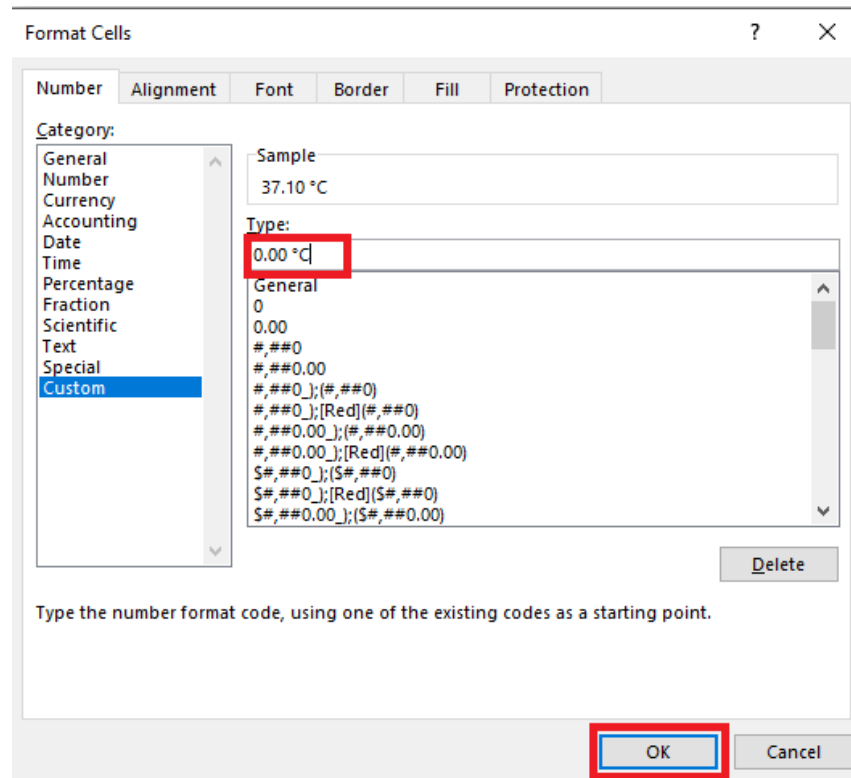 Format Cells ? ×
Number Alignment Font Border Fill Protection
Category:
General
Number
Currency
Accounting
Date
Time
Percentage
Fraction
Scientific
Text
Special
Custom
Sample
37.10 °C
Type:
0.00 °C
General
0
0.00
#,##0
#,##0.00
#,##0_);(#,##0)
#,##0_);[Red](#,##0)
#,##0.00_);(#,##0.00)
#,##0.00_);[Red](#,##0.00)
$#,##0_);($#,##0)
$#,##0_);[Red]($#,##0)
$#,##0.00_);($#,##0.00)
Delete
Type the number format code, using one of the existing codes as a starting point.
OK Cancel